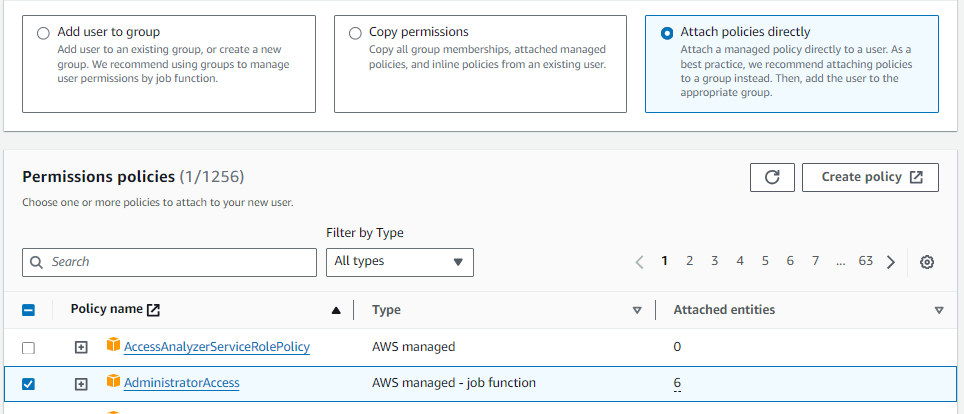 Add user to group
Add user to an existing group, or create a new
group. We recommend using groups to manage
user permissions by job function.
Copy permissions
Copy all group memberships, attached managed
policies, and inline policies from an existing user.
Attach policies directly
Attach a managed policy directly to a user. As a
best practice, we recommend attaching policies
to a group instead. Then, add the user to the
appropriate group.
Permissions policies (1/1256)
Create policy
Choose one or more policies to attach to your new user.
Filter by Type
Search
All types
1 2 3 4 5 6 7 ... 63
Policy name Type Attached entities
AccessAnalyzerServiceRolePolicy AWS managed 0
AdministratorAccess AWS managed - job function 6